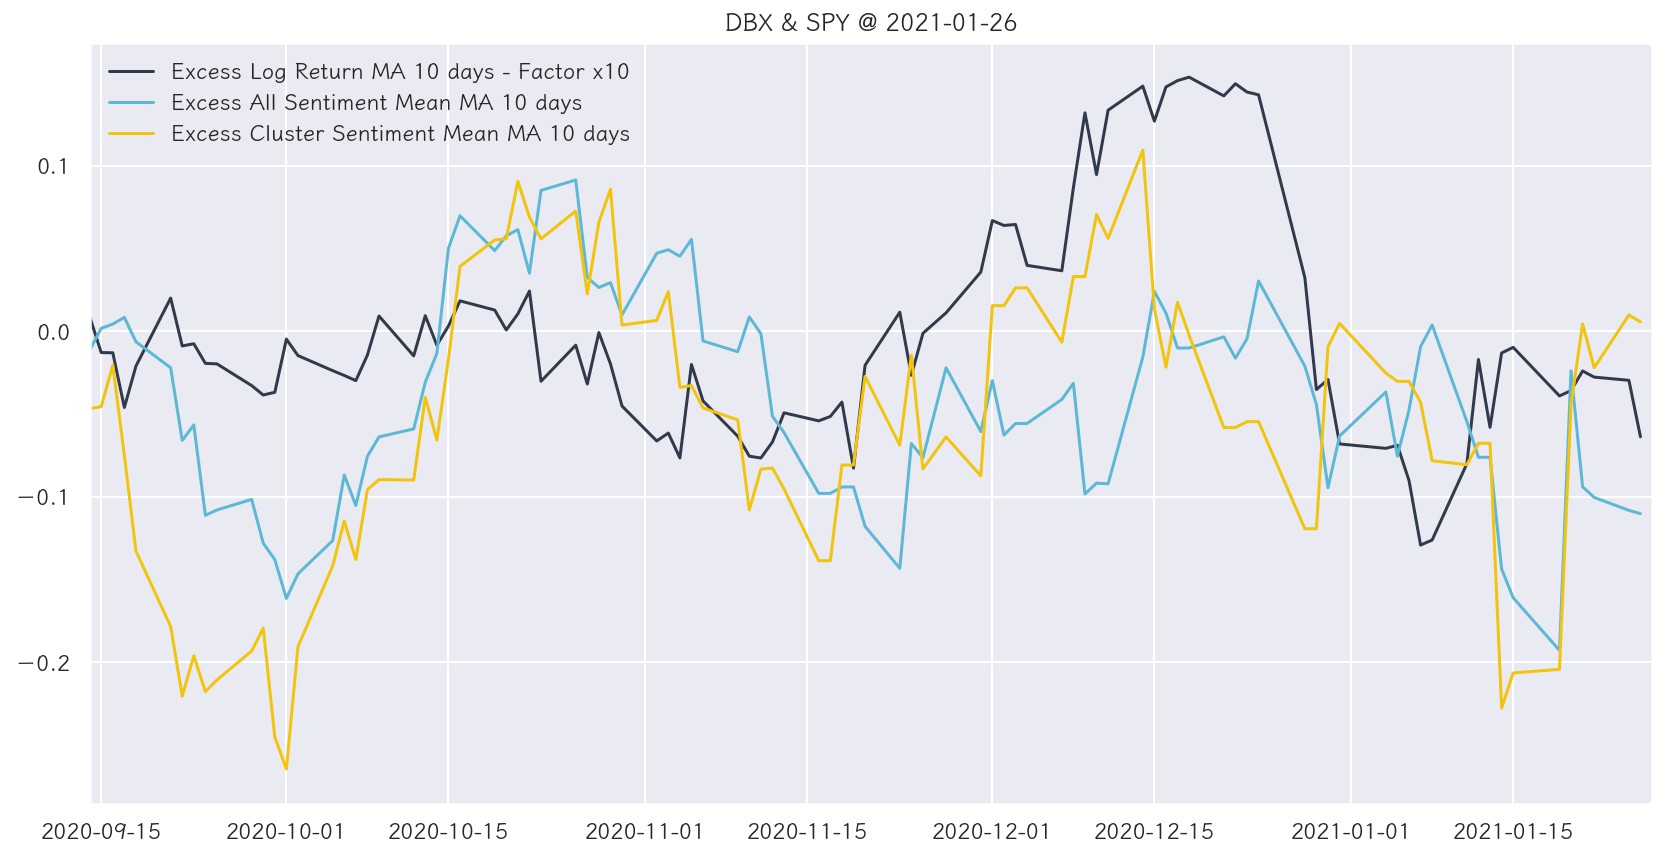 DBX & SPY @ 2021-01-26
Excess Log Return MA 10 days - Factor x10
Excess All Sentiment Mean MA 10 days
Excess Cluster Sentiment Mean MA 10 days
0.1
0.0
−0.1
−0.2
2020-09-15 2020-10-01 2020-10-15 2020-11-01 2020-11-15 2020-12-01 2020-12-15 2021-01-01 2021-01-15